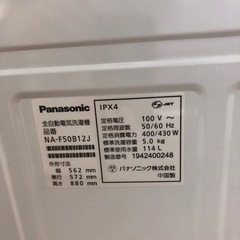 Panasonic
全自動電気洗濯機
品番
NA-F50B12J
外形寸法
幅 562 mm
奥行 572 mm
高さ 880 mm
IPX4
JET
定格電圧 100 V ～
定格周波数 50/60 Hz
定格消費電力 400/430 W
標準洗濯容量 5.0 kg
標準水量 114 L
製造番号 1942400248
パナソニック株式会社
中国製